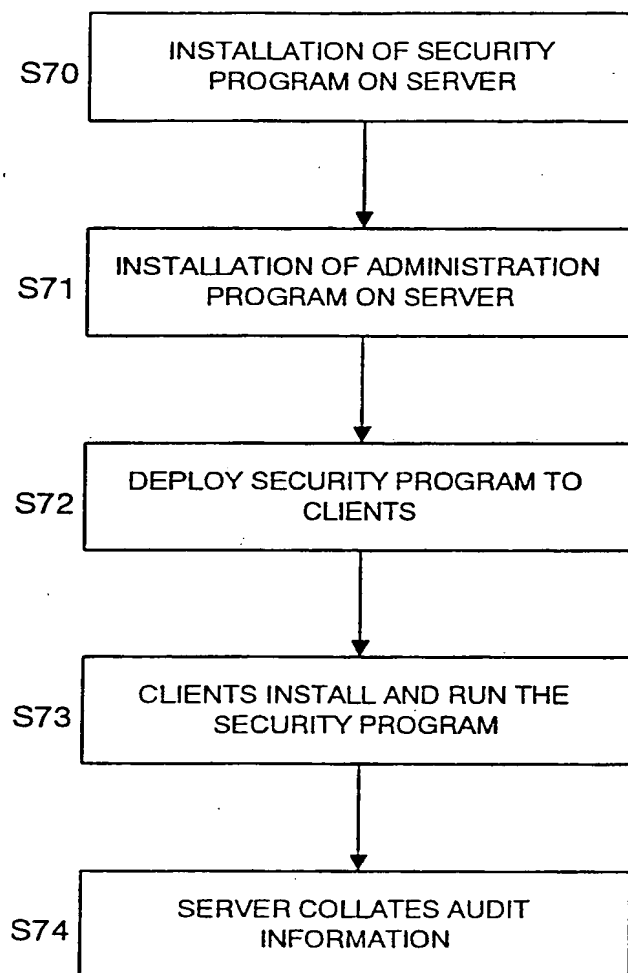 S70
INSTALLATION OF SECURITY
PROGRAM ON SERVER
S71
INSTALLATION OF ADMINISTRATION
PROGRAM ON SERVER
S72
DEPLOY SECURITY PROGRAM TO
CLIENTS
S73
CLIENTS INSTALL AND RUN THE
SECURITY PROGRAM
S74
SERVER COLLATES AUDIT
INFORMATION